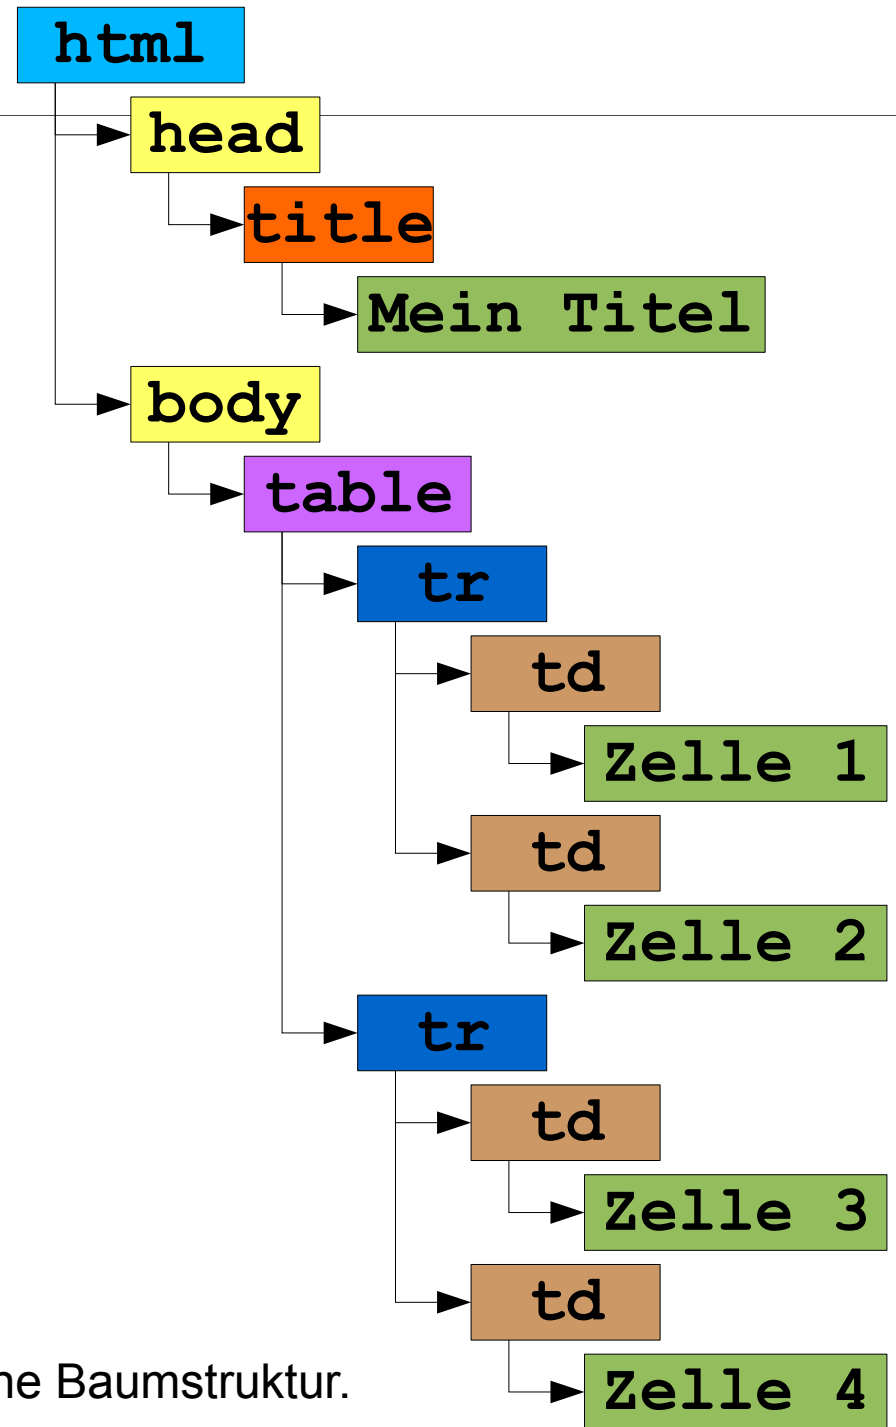 html
head
title
Mein Titel
body
table
tr
td
Zelle 1
td
Zelle 2
tr
td
Zelle 3
td
Baumstruktur.
Zelle 4